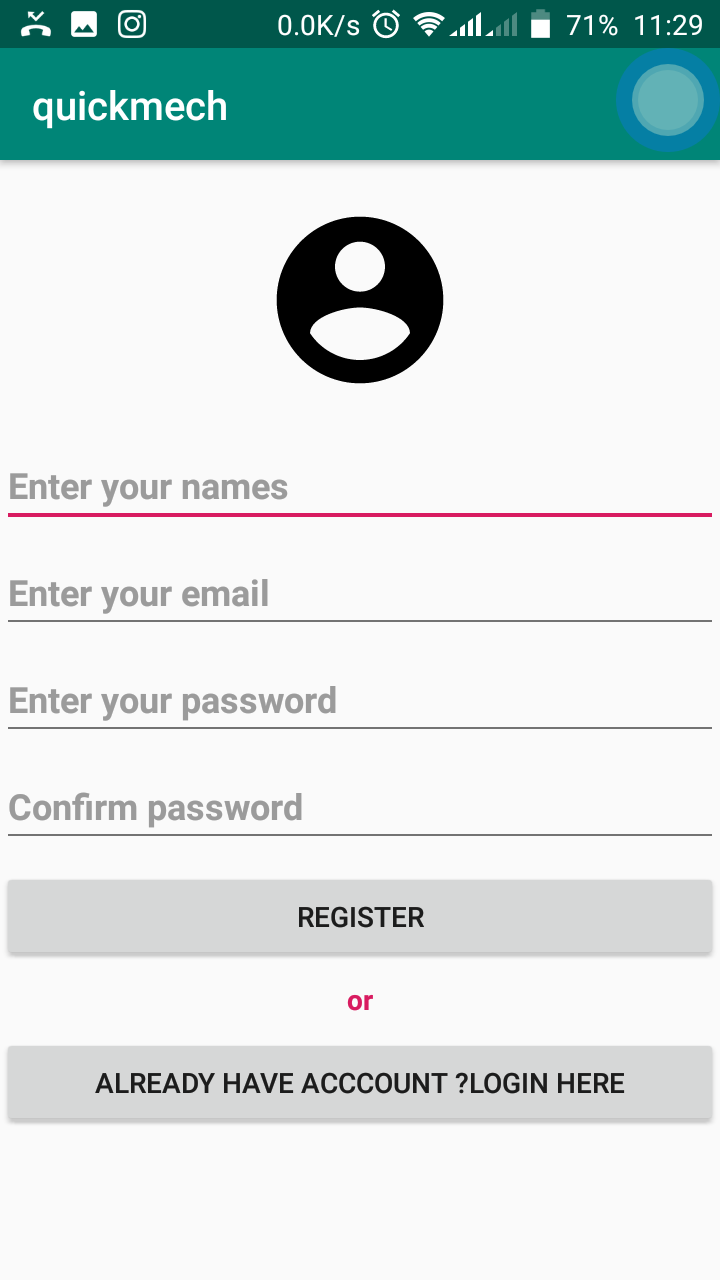 0.0K/s 71% 11:29
quickmech
Enter your names
Enter your email
Enter your password
Confirm password
REGISTER
or
ALREADY HAVE ACCCOUNT ?LOGIN HERE